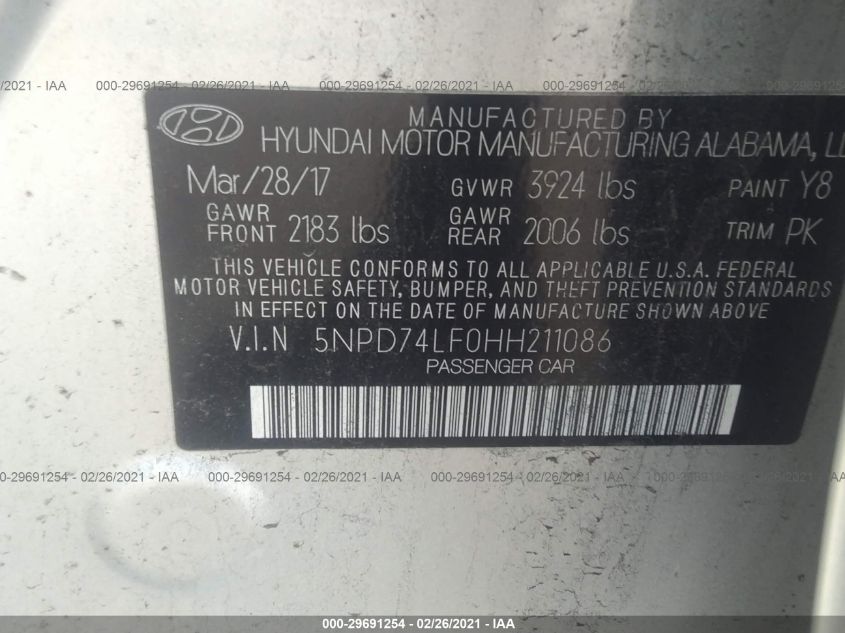 02/26/2021 - IAA 000-29691254 - 02/26/2021 - IAA 000-29691254 - 02/26/2021 - IAA 000-29691254 - 02/26/2021
MANUFACTURED BY
HYUNDAI MOTOR MANUFACTURING ALABAMA,
Mar/28/17 GVWR 3924 lbs PAINT Y8
GAWR FRONT 2183 lbs GAWR REAR 2006 lbs TRIM PK
THIS VEHICLE CONFORMS TO ALL APPLICABLE U.S.A. FEDERAL
MOTOR VEHICLE SAFETY, BUMPER, AND THEFT PREVENTION STANDARDS
IN EFFECT ON THE DATE OF MANUFACTURE SHOWN ABOVE.
V.I.N 5NPD74LF0HH211086
PASSENGER CAR
000-29691254 - 02/26/2021 - IAA 000-29691254 - 02/26/2021 - IAA 000-29691254 - 02/26/2021 - IAA 000-29691254
000-29691254 - 02/26/2021 - IAA